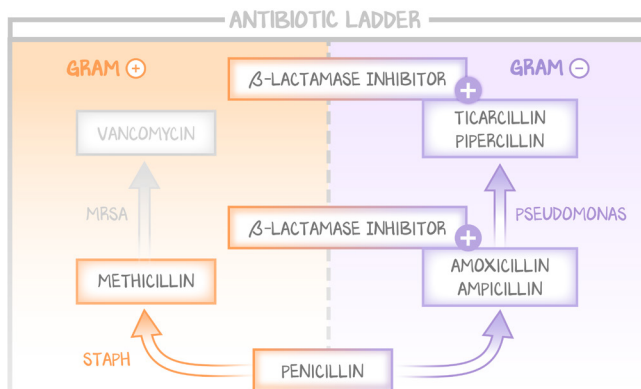 ANTIBIOTIC LADDER
GRAM +
GRAM −
β-LACTAMASE INHIBITOR
+
VANCOMYCIN
TICARCILLIN
PIPERCILLIN
MRSA
PSEUDOMONAS
β-LACTAMASE INHIBITOR
+
METHICILLIN
AMOXICILLIN
AMPICILLIN
STAPH
PENICILLIN